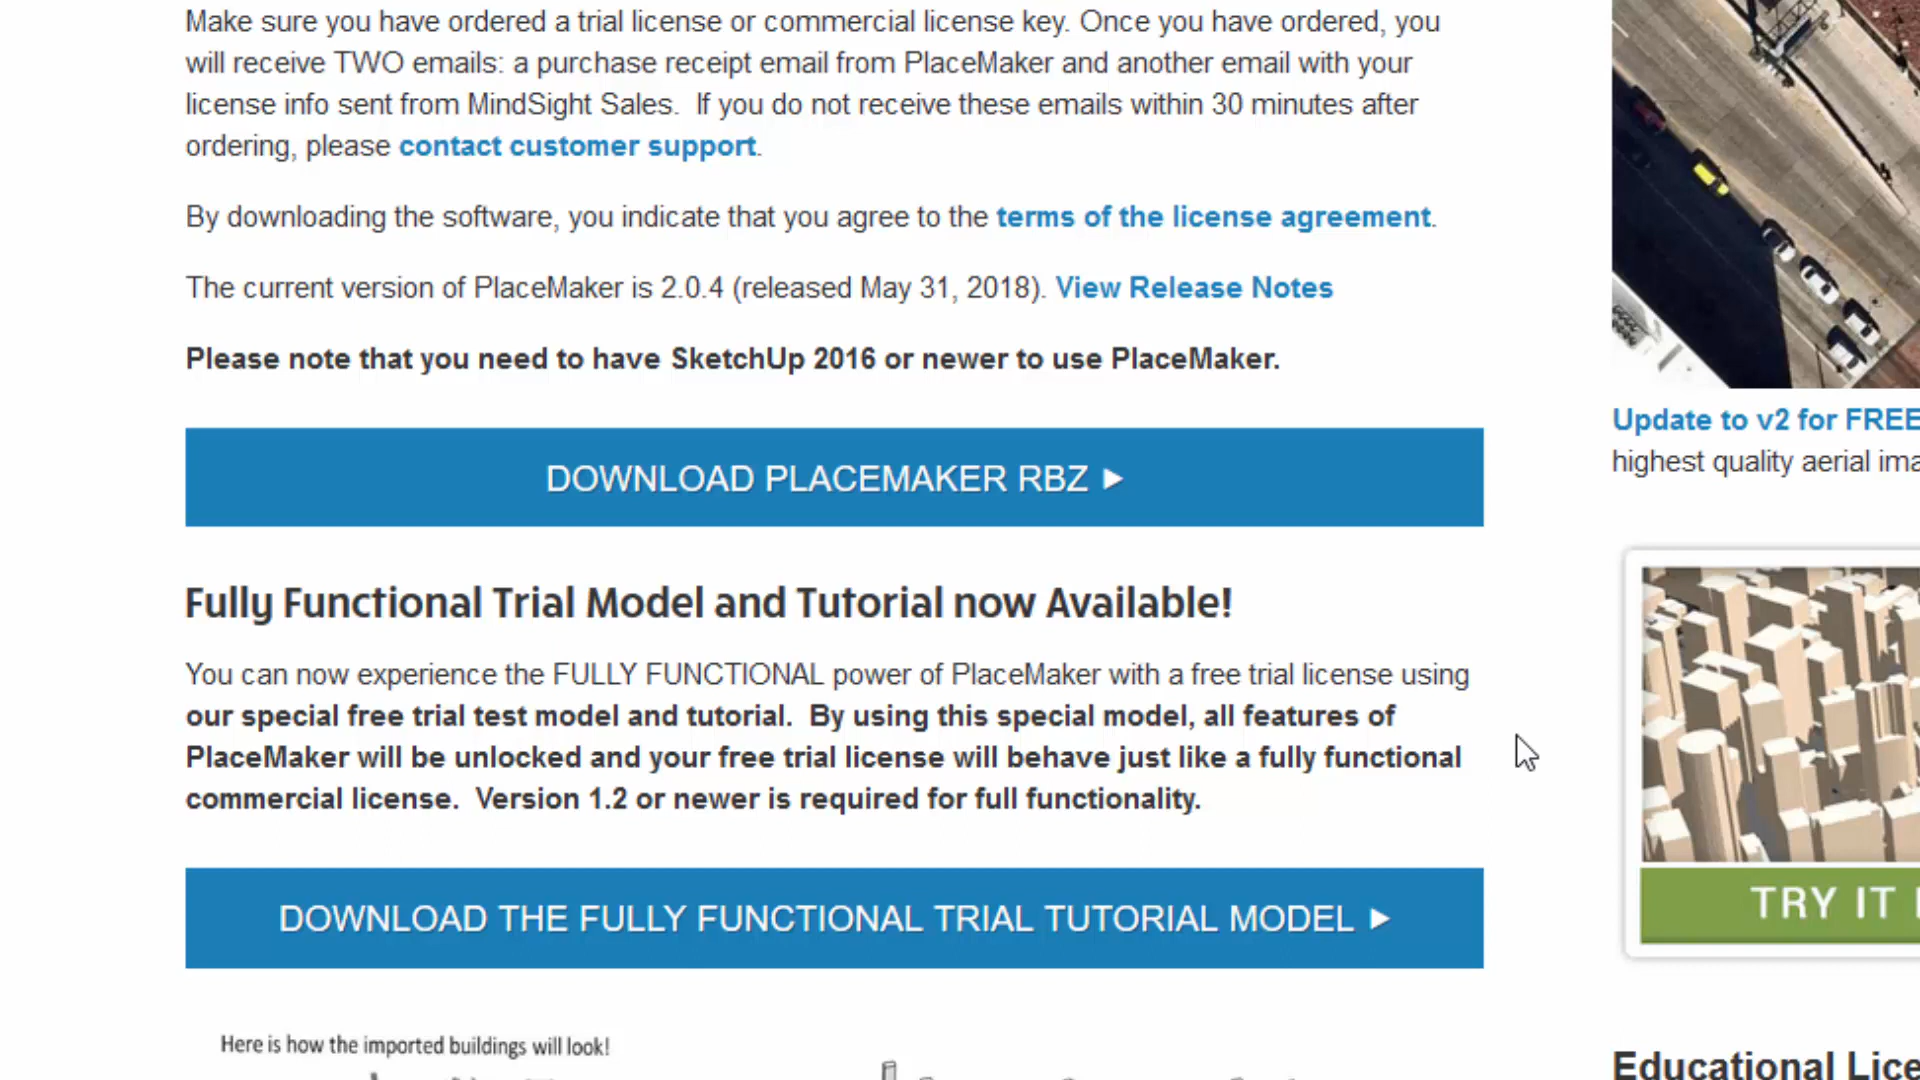 Make sure you have ordered a trial license or commercial license key. Once you have ordered, you
will receive TWO emails: a purchase receipt email from PlaceMaker and another email with your
license info sent from MindSight Sales.  If you do not receive these emails within 30 minutes after
ordering, please contact customer support.
By downloading the software, you indicate that you agree to the terms of the license agreement.
The current version of PlaceMaker is 2.0.4 (released May 31, 2018). View Release Notes
Please note that you need to have SketchUp 2016 or newer to use PlaceMaker.
DOWNLOAD PLACEMAKER RBZ ►
Fully Functional Trial Model and Tutorial now Available!
You can now experience the FULLY FUNCTIONAL power of PlaceMaker with a free trial license using
our special free trial test model and tutorial.  By using this special model, all features of
PlaceMaker will be unlocked and your free trial license will behave just like a fully functional
commercial license.  Version 1.2 or newer is required for full functionality.
DOWNLOAD THE FULLY FUNCTIONAL TRIAL TUTORIAL MODEL ►
Here is how the imported buildings will look!
Update to v2 for FREE
highest quality aerial
TRY IT
Educational